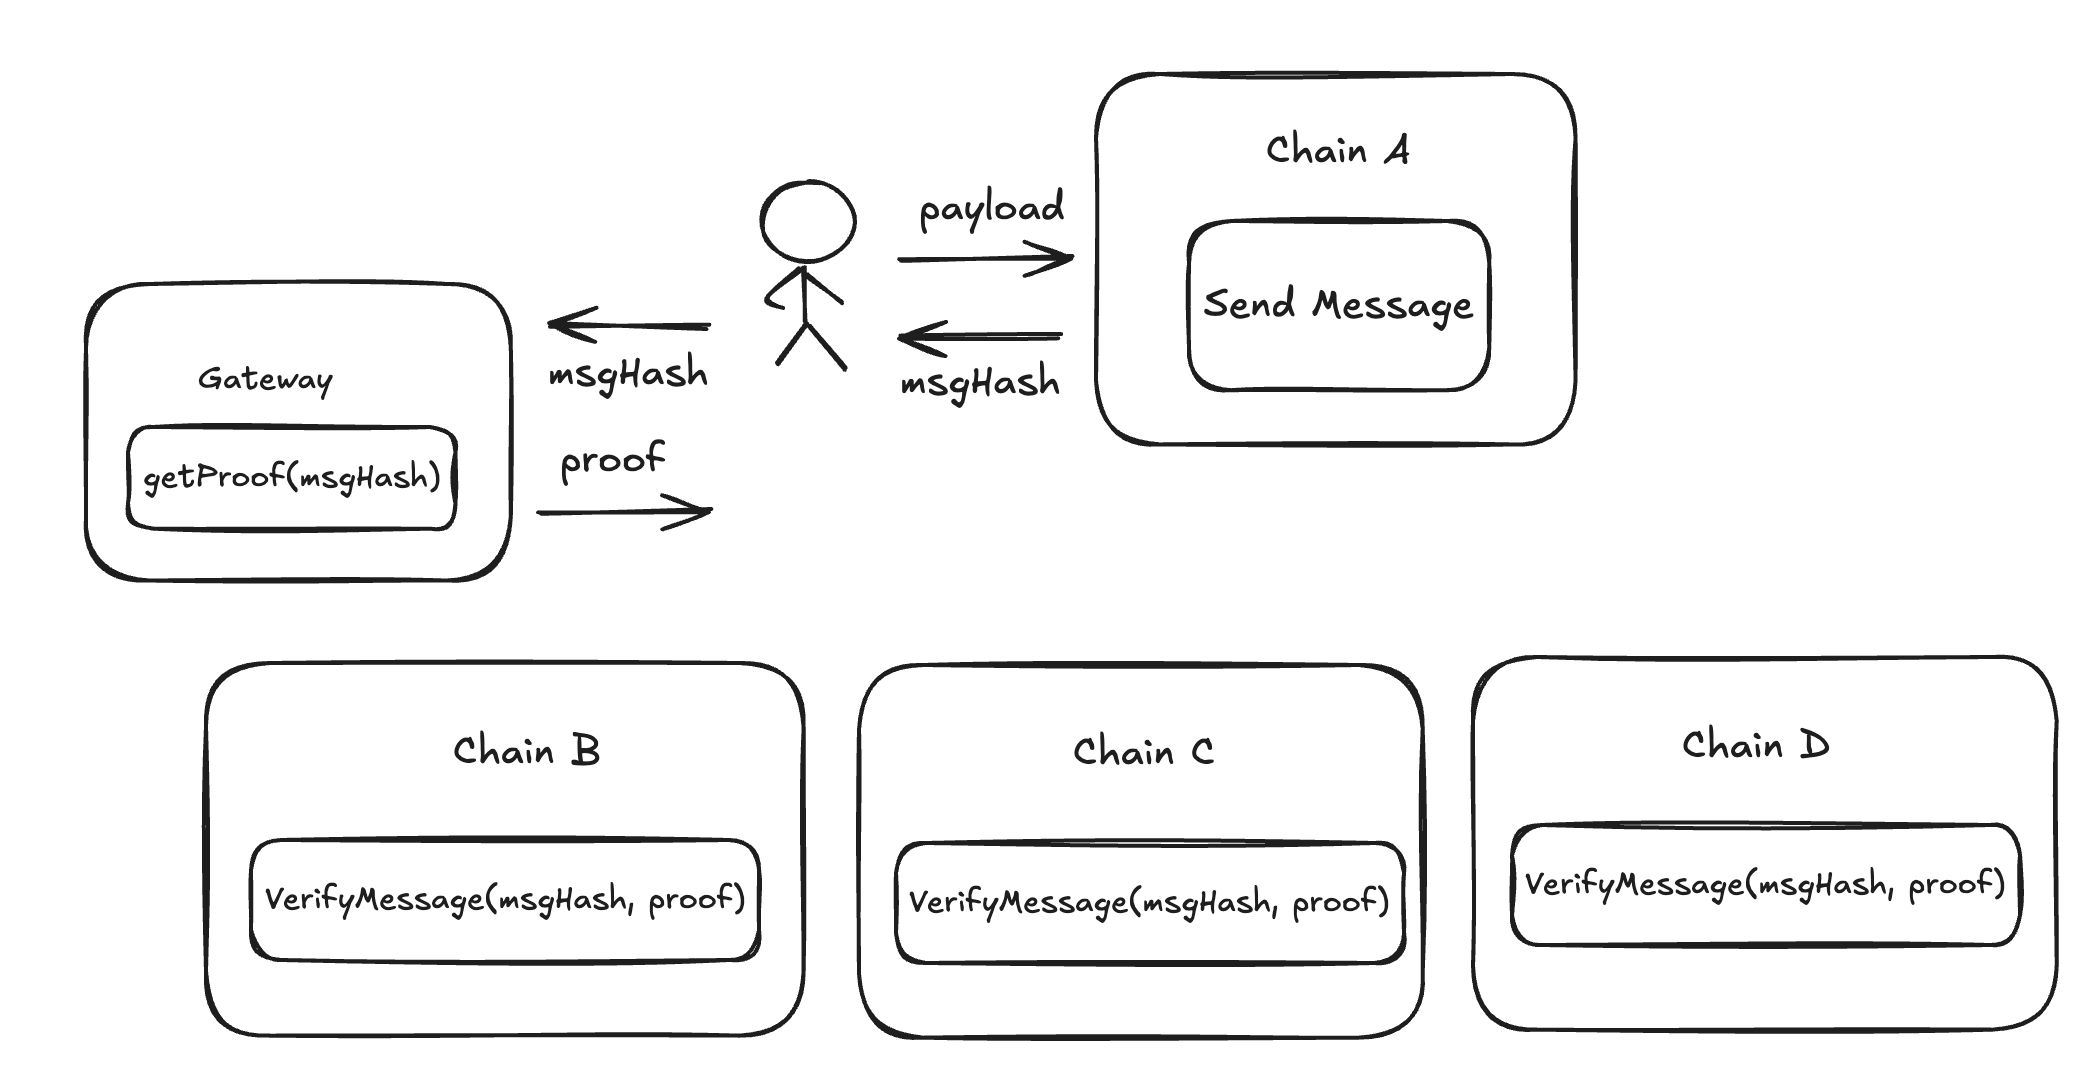 Chain A
payload
Send Message
msgHash
msgHash
Gateway
getProof(msgHash)
proof
Chain B
VerifyMessage(msgHash, proof)
Chain C
VerifyMessage(msgHash, proof)
Chain D
VerifyMessage(msgHash, proof)